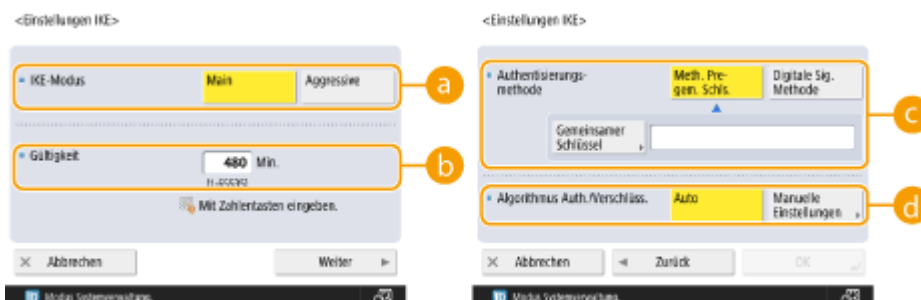 <Einstellungen IKE>
IKE-Modus
Main
Aggressive
a
Gültigkeit
480 Min.
b
Mit Zahlentasten eingeben.
Abbrechen
Weiter
Modus Systemverwaltung.
<Einstellungen IKE>
Authentisierungs-
methode
Meth. Pre-
gem. Schls.
Digitale Sig.
Methode
Gemeinsamer
Schlüssel
c
Algorithmus Auth./Verschlüss.
Auto
Manuelle
Einstellungen
d
Abbrechen
Zurück
OK
Modus Systemverwaltung.